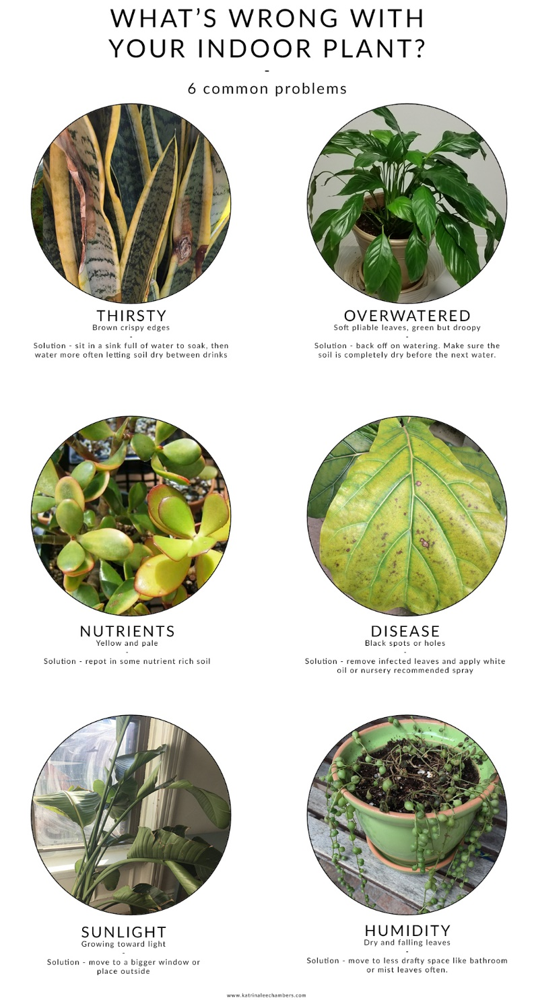 WHAT'S WRONG WITH
YOUR INDOOR PLANT?
-
6 common problems
THIRSTY
Brown crispy edges
-
Solution - sit in a sink full of water to soak, then
water more often letting soil dry between drinks
OVERWATERED
Soft pliable leaves, green but droopy
-
Solution - back off on watering. Make sure the
soil is completely dry before the next water.
NUTRIENTS
Yellow and pale
-
Solution - repot in some nutrient rich soil
DISEASE
Black spots or holes
-
Solution - remove infected leaves and apply white
oil or nursery recommended spray
SUNLIGHT
Growing toward light
-
Solution - move to a bigger window or
place outside
HUMIDITY
Dry and falling leaves
-
Solution - move to less drafty space like bathroom
or mist leaves often.
www.katrinaleechambers.com